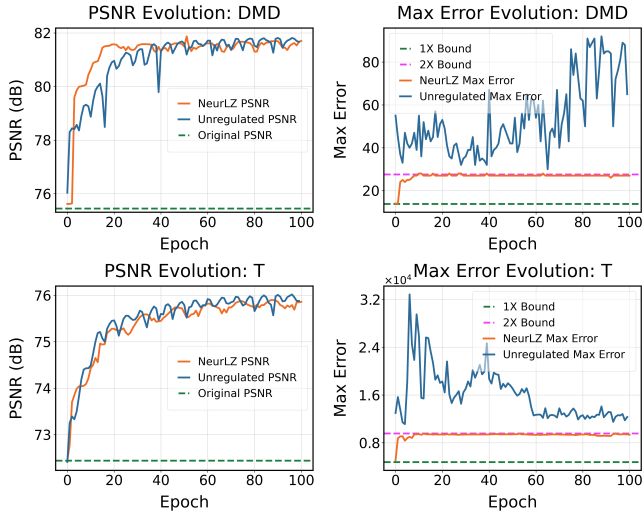 PSNR Evolution: DMD
PSNR (dB)
82
80
78
76
NeurLZ PSNR
Unregulated PSNR
Original PSNR
0 20 40 60 80 100
Epoch
Max Error Evolution: DMD
Max Error
80
60
40
20
1X Bound
2X Bound
NeurLZ Max Error
Unregulated Max Error
0 20 40 60 80 100
Epoch
PSNR Evolution: T
PSNR (dB)
76
75
74
73
NeurLZ PSNR
Unregulated PSNR
Original PSNR
0 20 40 60 80 100
Epoch
Max Error Evolution: T
×10⁴
Max Error
3.2
2.4
1.6
0.8
1X Bound
2X Bound
NeurLZ Max Error
Unregulated Max Error
0 20 40 60 80 100
Epoch